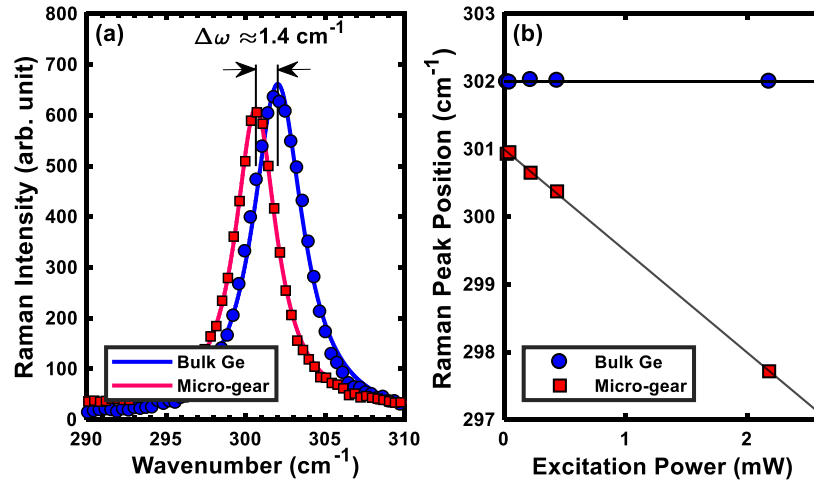 (a)
Δω ≈1.4 cm⁻¹
Raman Intensity (arb. unit)
800
700
600
500
400
300
200
100
0
Bulk Ge
Micro-gear
290 295 300 305 310
Wavenumber (cm⁻¹)
(b)
Raman Peak Position (cm⁻¹)
303
302
301
300
299
298
297
Bulk Ge
Micro-gear
0 1 2
Excitation Power (mW)